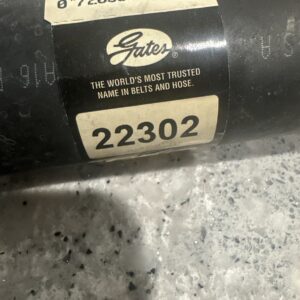 Gates
THE WORLD'S MOST TRUSTED
NAME IN BELTS AND HOSE.
22302